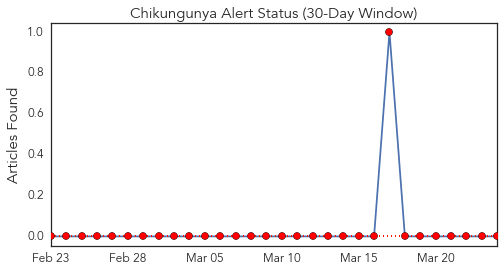 Chikungunya Alert Status (30-Day Window)
Articles Found
1.0
0.8
0.6
0.4
0.2
0.0
Feb 23 Feb 28 Mar 05 Mar 10 Mar 15 Mar 20